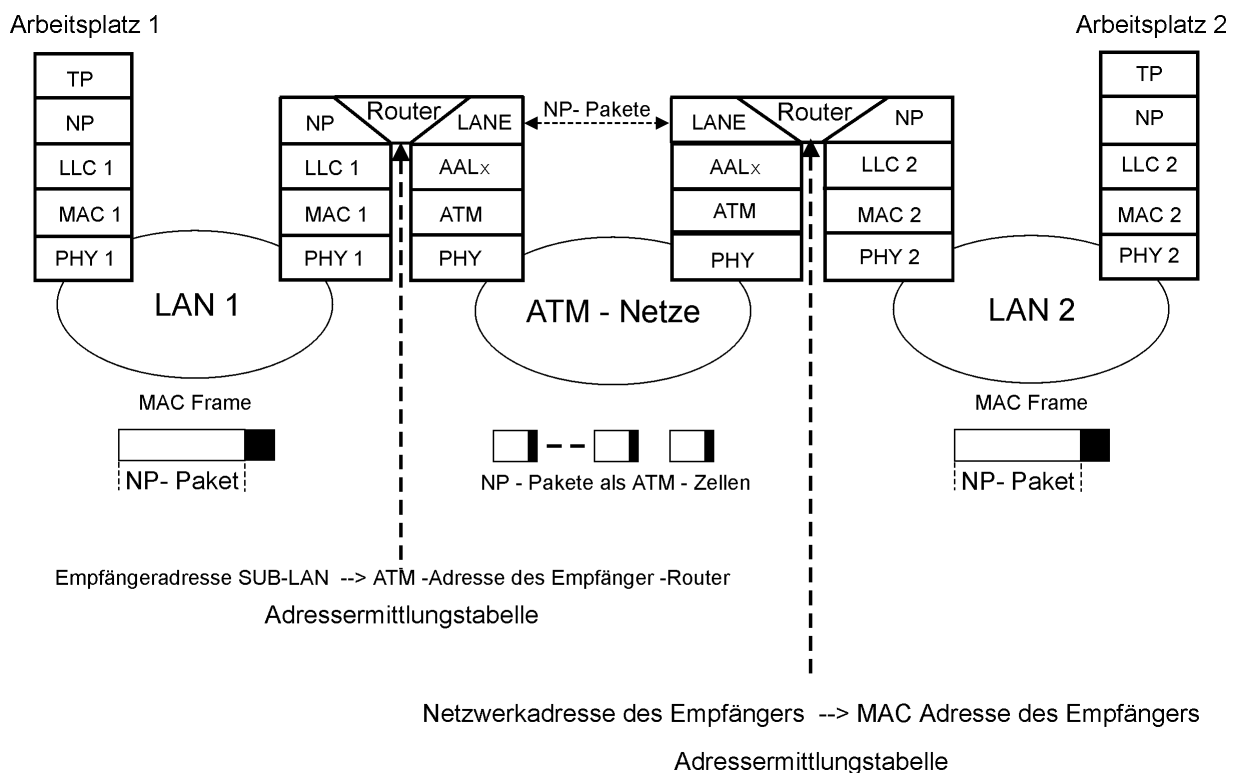 Arbeitsplatz 1
Arbeitsplatz 2
TP
NP
LLC 1
MAC 1
PHY 1
NP
Router
LANE
LLC 1
AALx
MAC 1
ATM
PHY 1
PHY
NP- Pakete
LANE
Router
NP
AALx
LLC 2
ATM
MAC 2
PHY
PHY 2
TP
NP
LLC 2
MAC 2
PHY 2
LAN 1
ATM - Netze
LAN 2
MAC Frame
NP- Paket
NP - Pakete als ATM - Zellen
MAC Frame
NP- Paket
Empfängeradresse SUB-LAN --> ATM -Adresse des Empfänger -Router
Adressermittlungstabelle
Netzwerkadresse des Empfängers --> MAC Adresse des Empfängers
Adressermittlungstabelle